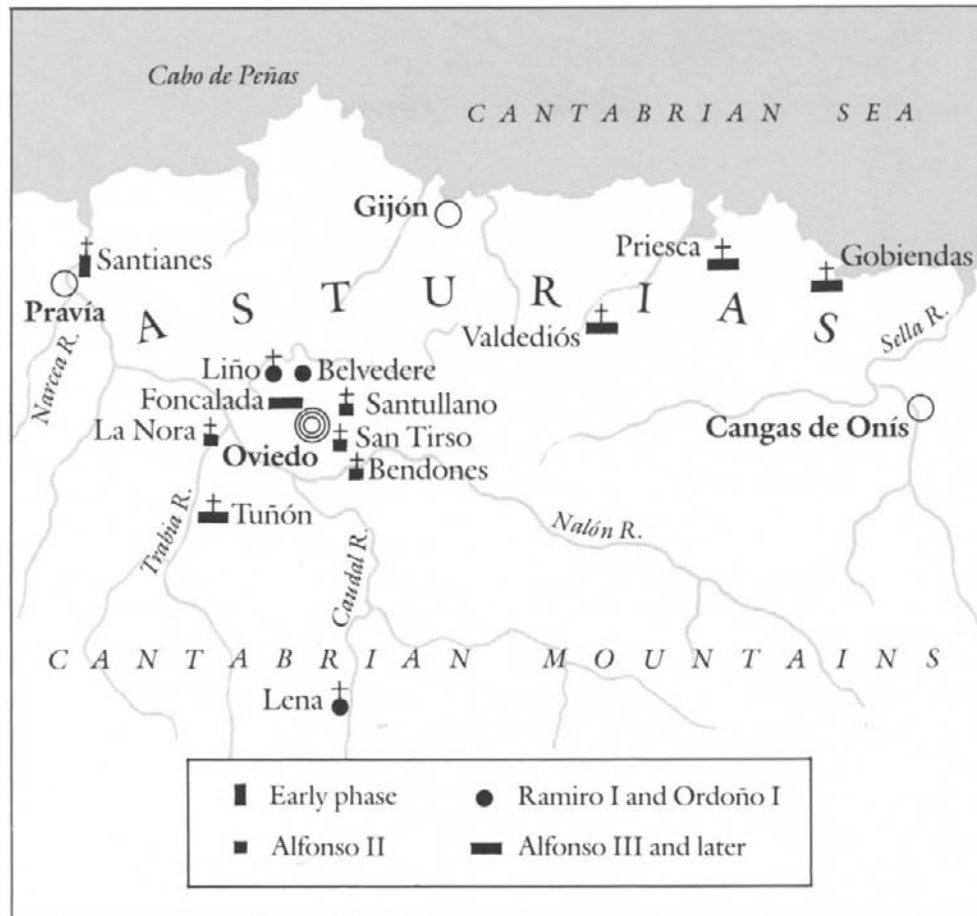 Cabo de Peñas
CANTABRIAN SEA
Gijón
Santianes
Priesca
Gobiendas
Pravía
ASTURIAS
Valdediós
Sella R.
Narcea R.
Liño
Belvedere
Foncalada
Santullano
La Nora
San Tirso
Cangas de Onís
Oviedo
Bendones
Tuñón
Nalón R.
Trabia R.
Caudal R.
CANTABRIAN MOUNTAINS
Lena
Early phase
Ramiro I and Ordoño I
Alfonso II
Alfonso III and later